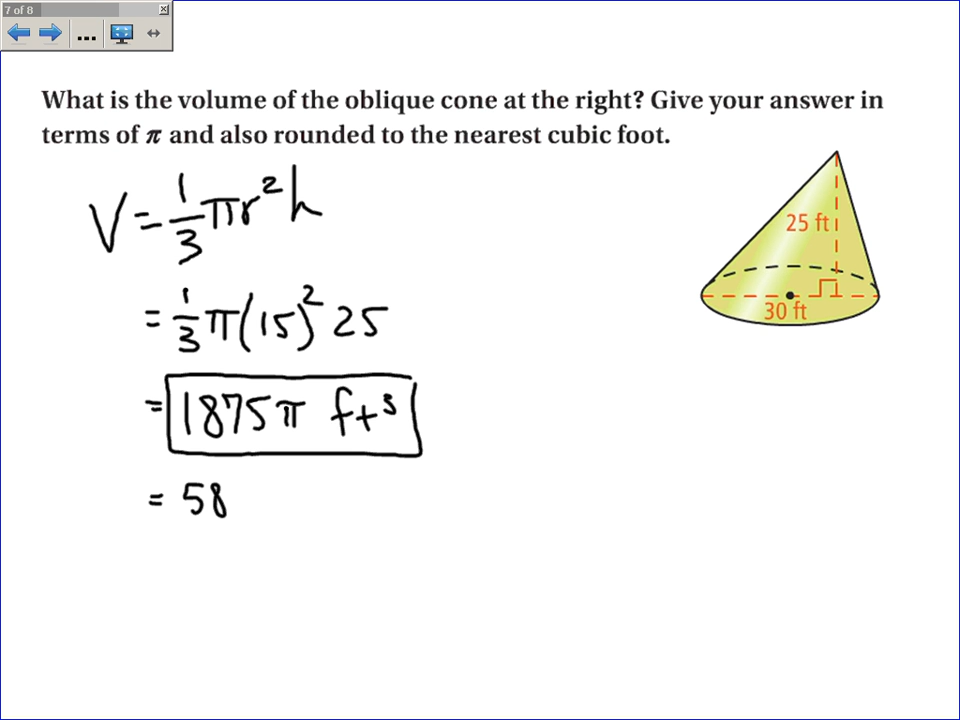 7 of 8
What is the volume of the oblique cone at the right? Give your answer in
terms of π and also rounded to the nearest cubic foot.
V = 1/3 πr² h
= 1/3 π(15)² 25
= 1875π ft³
= 58
25 ft
30 ft